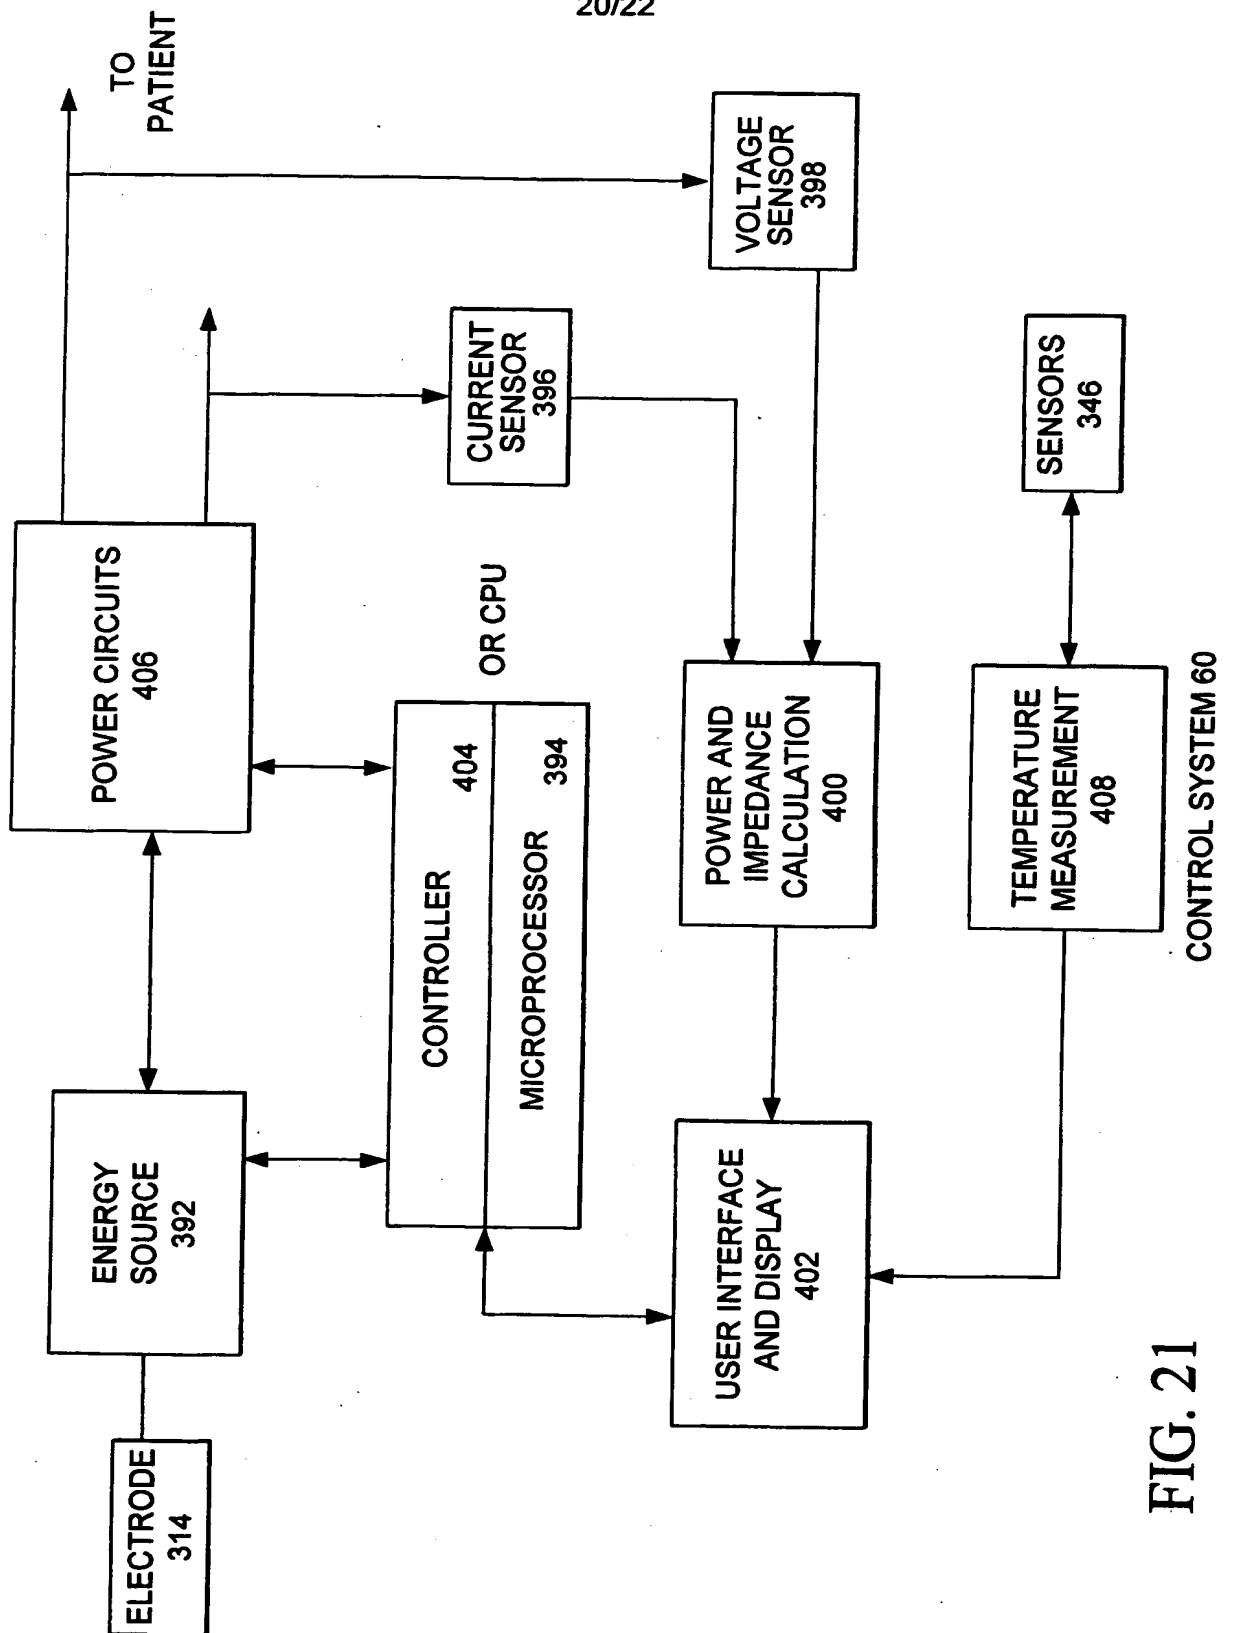 20/22
ELECTRODE
314
ENERGY
SOURCE
392
POWER CIRCUITS
406
TO
PATIENT
CONTROLLER
404
MICROPROCESSOR
394
OR CPU
CURRENT
SENSOR
396
VOLTAGE
SENSOR
398
USER INTERFACE
AND DISPLAY
402
POWER AND
IMPEDANCE
CALCULATION
400
TEMPERATURE
MEASUREMENT
408
SENSORS
346
CONTROL SYSTEM 60
FIG. 21